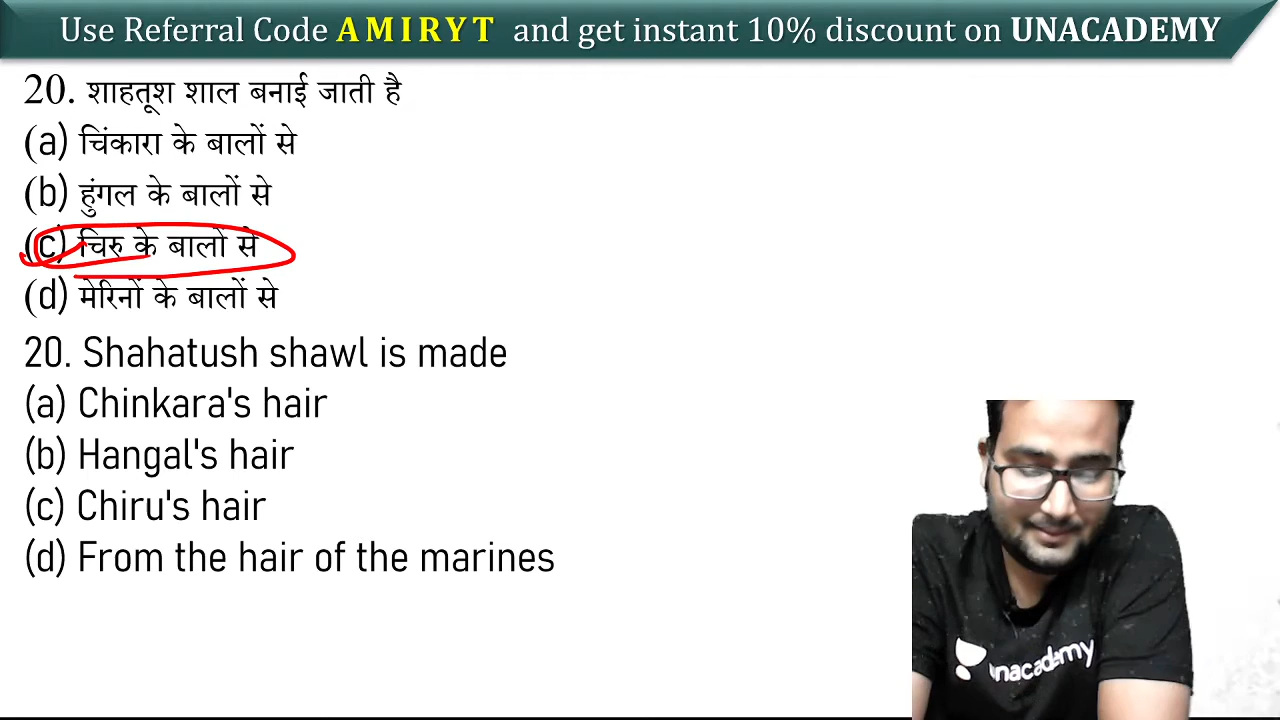 Use Referral Code AMIRYT and get instant 10% discount on UNACADEMY
20. शाहतूश शाल बनाई जाती है
(a) चिंकारा के बालों से
(b) हुंगल के बालों से
(c) चिरु के बालों से
(d) मेरिनों के बालों से
20. Shahatush shawl is made
(a) Chinkara's hair
(b) Hangal's hair
(c) Chiru's hair
(d) From the hair of the marines
unacademy